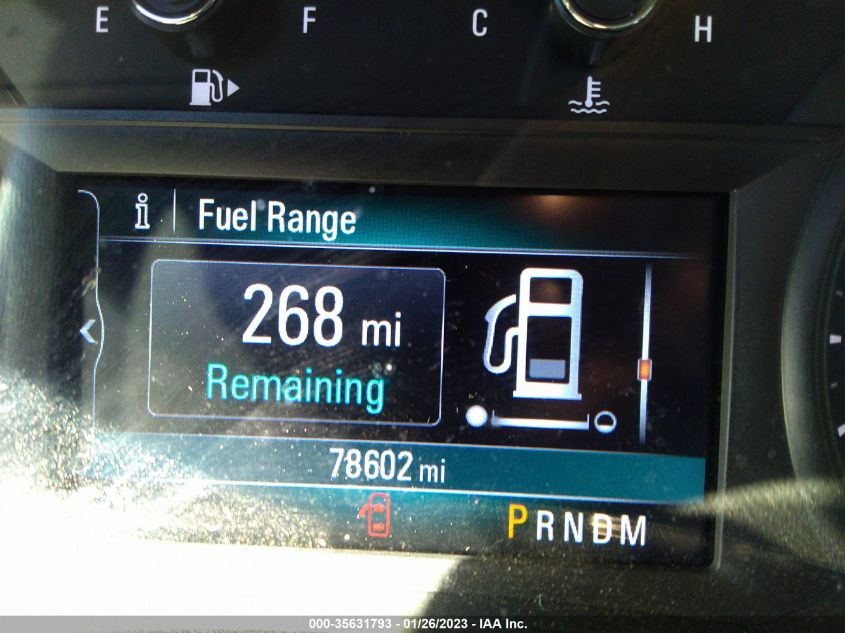 E F C H
i Fuel Range
268 mi
Remaining
78602 mi
PRNDM
000-35631793 - 01/26/2023 - IAA Inc.